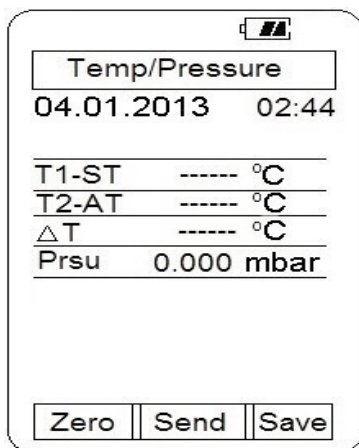 Temp/Pressure
04.01.2013 02:44
T1-ST ------ °C
T2-AT ------ °C
△T ------ °C
Prsu 0.000 mbar
Zero Send Save